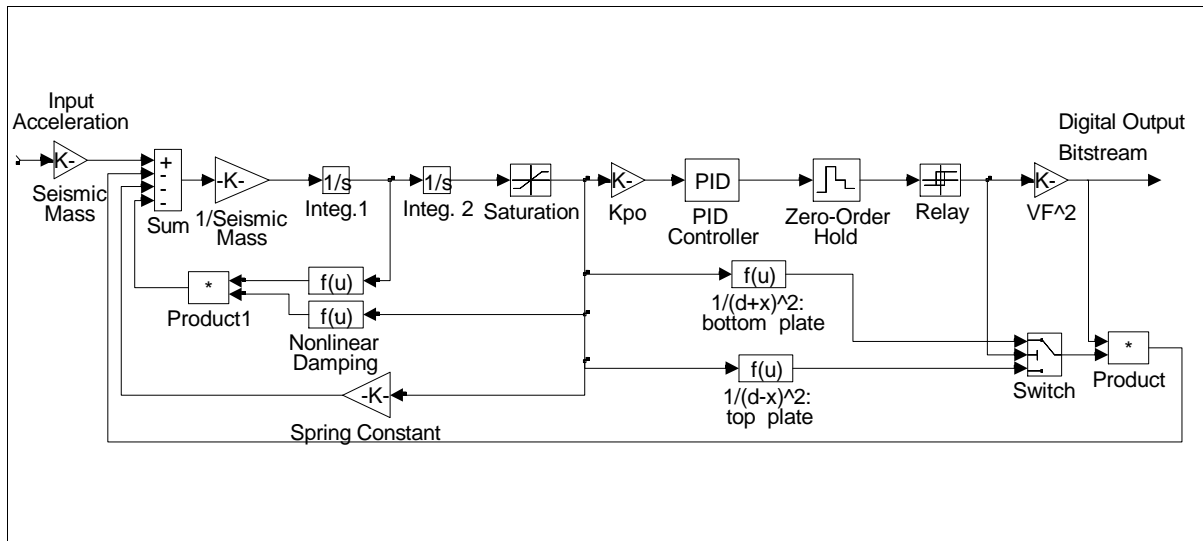 Input
Acceleration
K-
Seismic
Mass
+
-
-
-
Sum
-K-
1/Seismic
Mass
1/s
Integ.1
1/s
Integ. 2
Saturation
K-
Kpo
PID
PID
Controller
Zero-Order
Hold
Relay
K-
VF^2
Digital Output
Bitstream
*
Product1
f(u)
f(u)
Nonlinear
Damping
f(u)
1/(d+x)^2:
bottom plate
f(u)
1/(d-x)^2:
top plate
Switch
*
Product
-K-
Spring Constant